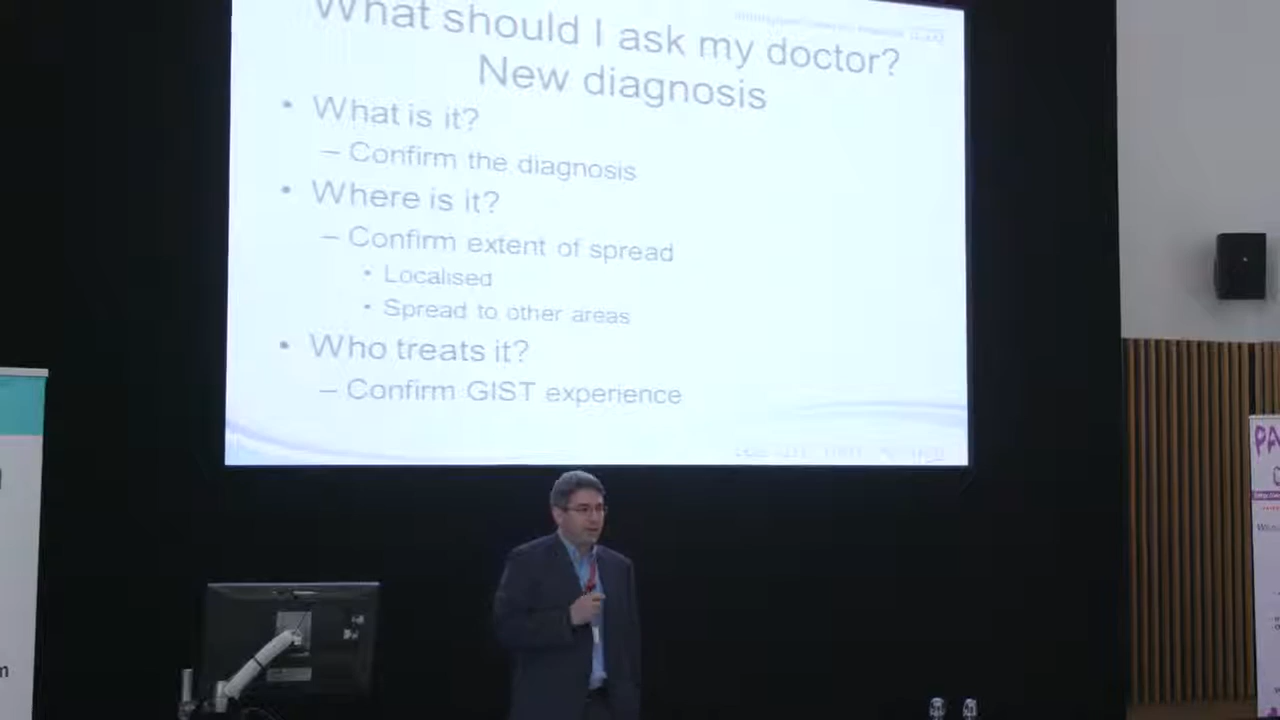 What should I ask my doctor?
New diagnosis
• What is it?
– Confirm the diagnosis
• Where is it?
– Confirm extent of spread
• Localised
• Spread to other areas
• Who treats it?
– Confirm GIST experience
PA
m